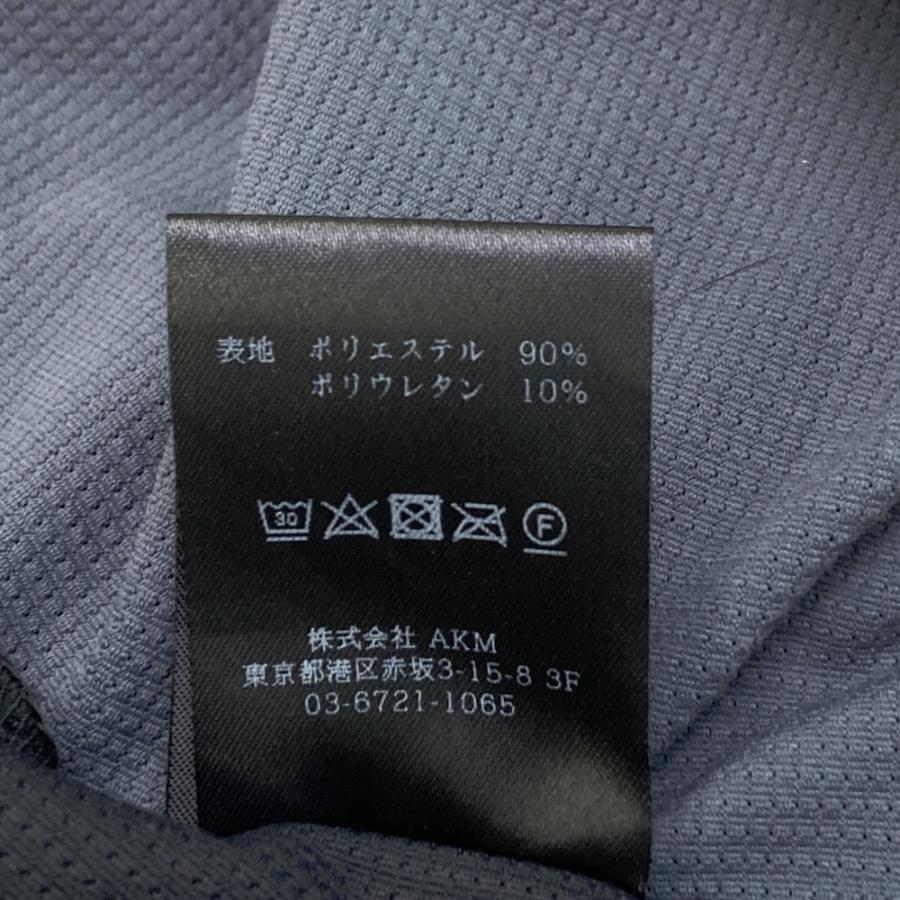 表地 ポリエステル 90%
ポリウレタン 10%
30 F
株式会社 AKM
東京都港区赤坂3-15-8 3F
03-6721-1065